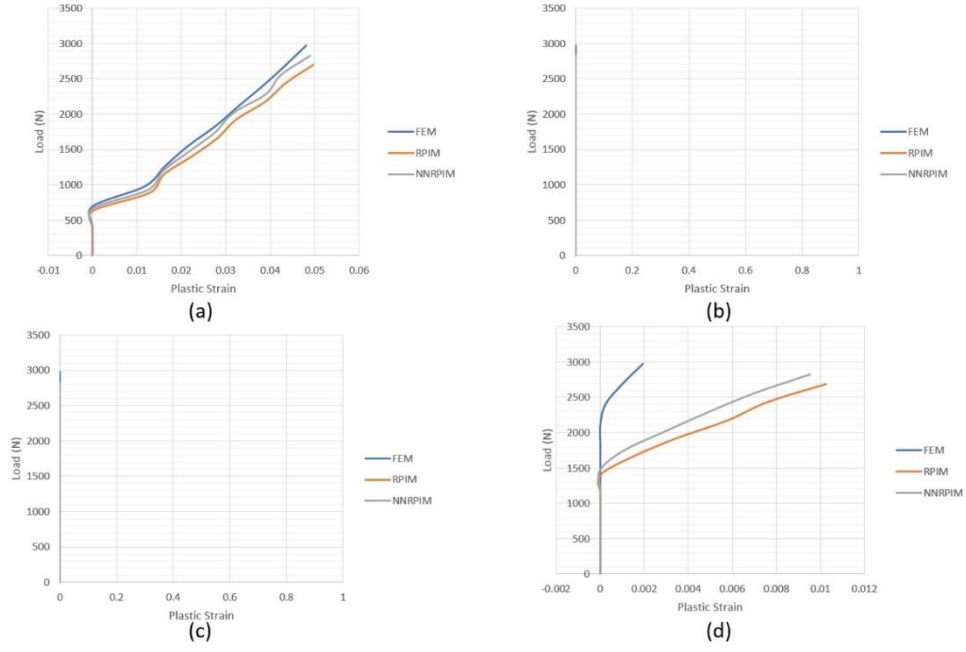 3500
3000
2500
2000
1500
1000
500
0
Load (N)
-0.01 0 0.01 0.02 0.03 0.04 0.05 0.06
Plastic Strain
FEM
RPIM
NNRPIM
(a)
3500
3000
2500
2000
1500
1000
500
0
Load (N)
0 0.2 0.4 0.6 0.8 1
Plastic Strain
FEM
RPIM
NNRPIM
(b)
3500
3000
2500
2000
1500
1000
500
0
Load (N)
0 0.2 0.4 0.6 0.8 1
Plastic Strain
FEM
RPIM
NNRPIM
(c)
3500
3000
2500
2000
1500
1000
500
0
Load (N)
-0.002 0 0.002 0.004 0.006 0.008 0.01 0.012
Plastic Strain
FEM
RPIM
NNRPIM
(d)